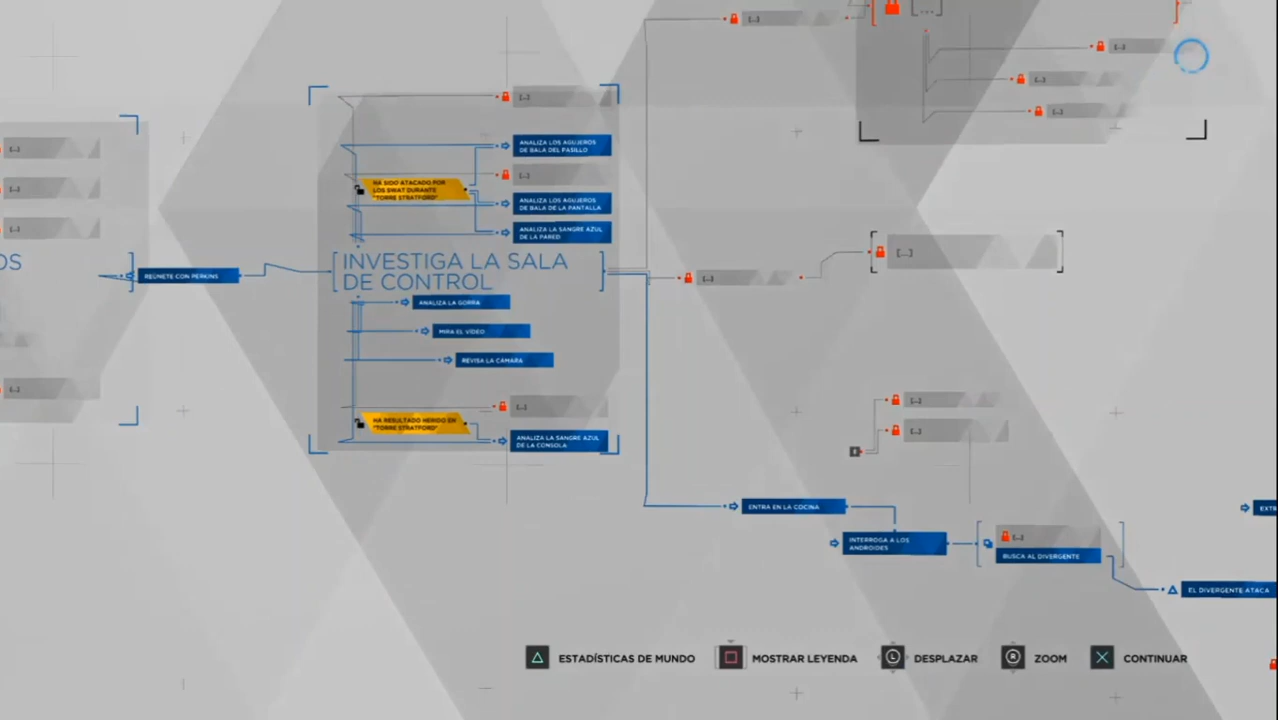 [...]
[...]
[...]
[...]
[...]
ANALIZA LOS AGUJEROS
DE BALA DEL PASILLO
[...]
HA SIDO ATACADO POR
LOS SWAT DURANTE
"TORRE STRATFORD"
ANALIZA LOS AGUJEROS
DE BALA DE LA PANTALLA
ANALIZA LA SANGRE AZUL
DE LA PARED
[...]
[...]
[...]
[...]
OS
REÚNETE CON PERKINS
INVESTIGA LA SALA
DE CONTROL
[...]
[...]
ANALIZA LA GORRA
MIRA EL VÍDEO
REVISA LA CÁMARA
[...]
[...]
HA RESULTADO HERIDO EN
"TORRE STRATFORD"
ANALIZA LA SANGRE AZUL
DE LA CONSOLA
[...]
[...]
ENTRA EN LA COCINA
EXTR
INTERROGA A LOS
ANDROIDES
[...]
BUSCA AL DIVERGENTE
EL DIVERGENTE ATACA
ESTADÍSTICAS DE MUNDO
MOSTRAR LEYENDA
L
DESPLAZAR
R
ZOOM
CONTINUAR